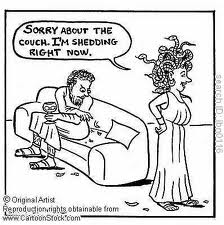 SORRY ABOUT THE
COUCH. I'M SHEDDING
RIGHT NOW.
© Original Artist
Reproduction rights obtainable from
www.CartoonStock.com